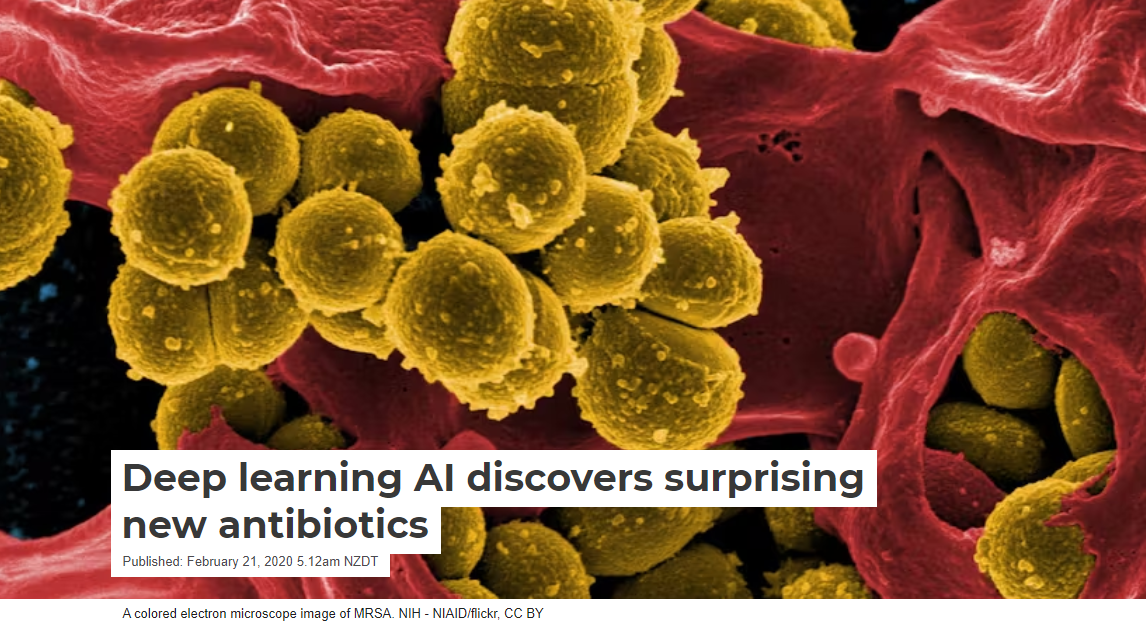 Deep learning AI discovers surprising
new antibiotics
Published: February 21, 2020 5.12am NZDT
A colored electron microscope image of MRSA. NIH - NIAID/flickr, CC BY